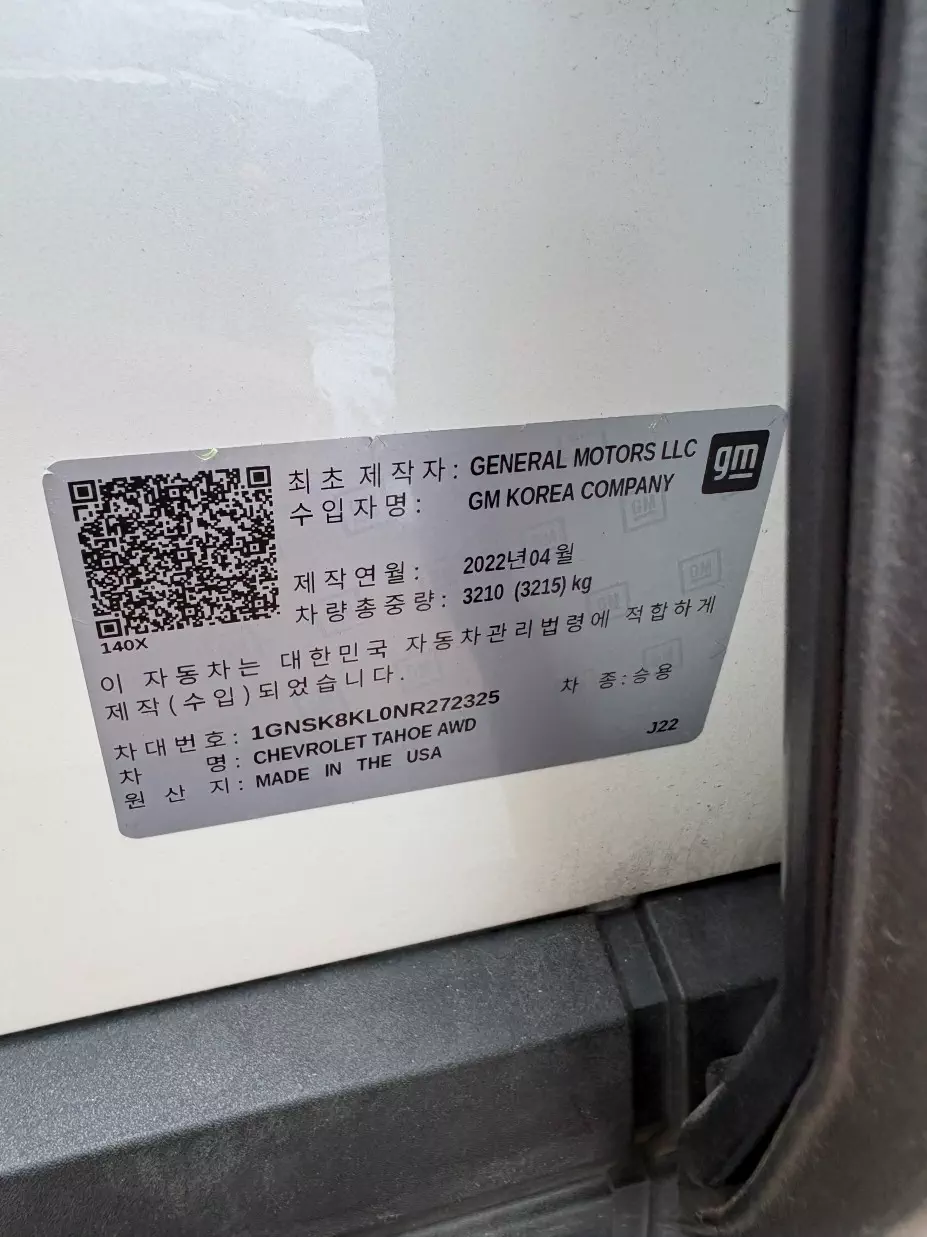 최초 제작자 : GENERAL MOTORS LLC
gm
수입자명 : GM KOREA COMPANY
제작연월 : 2022년04월
차량총중량 : 3210 (3215) kg
140X
이 자동차는 대한민국 자동차관리법령에 적합하게
제작(수입)되었습니다.
차 종:승용
차대번호 : 1GNSK8KL0NR272325
차 명 : CHEVROLET TAHOE AWD
원 산 지 : MADE IN THE USA
J22